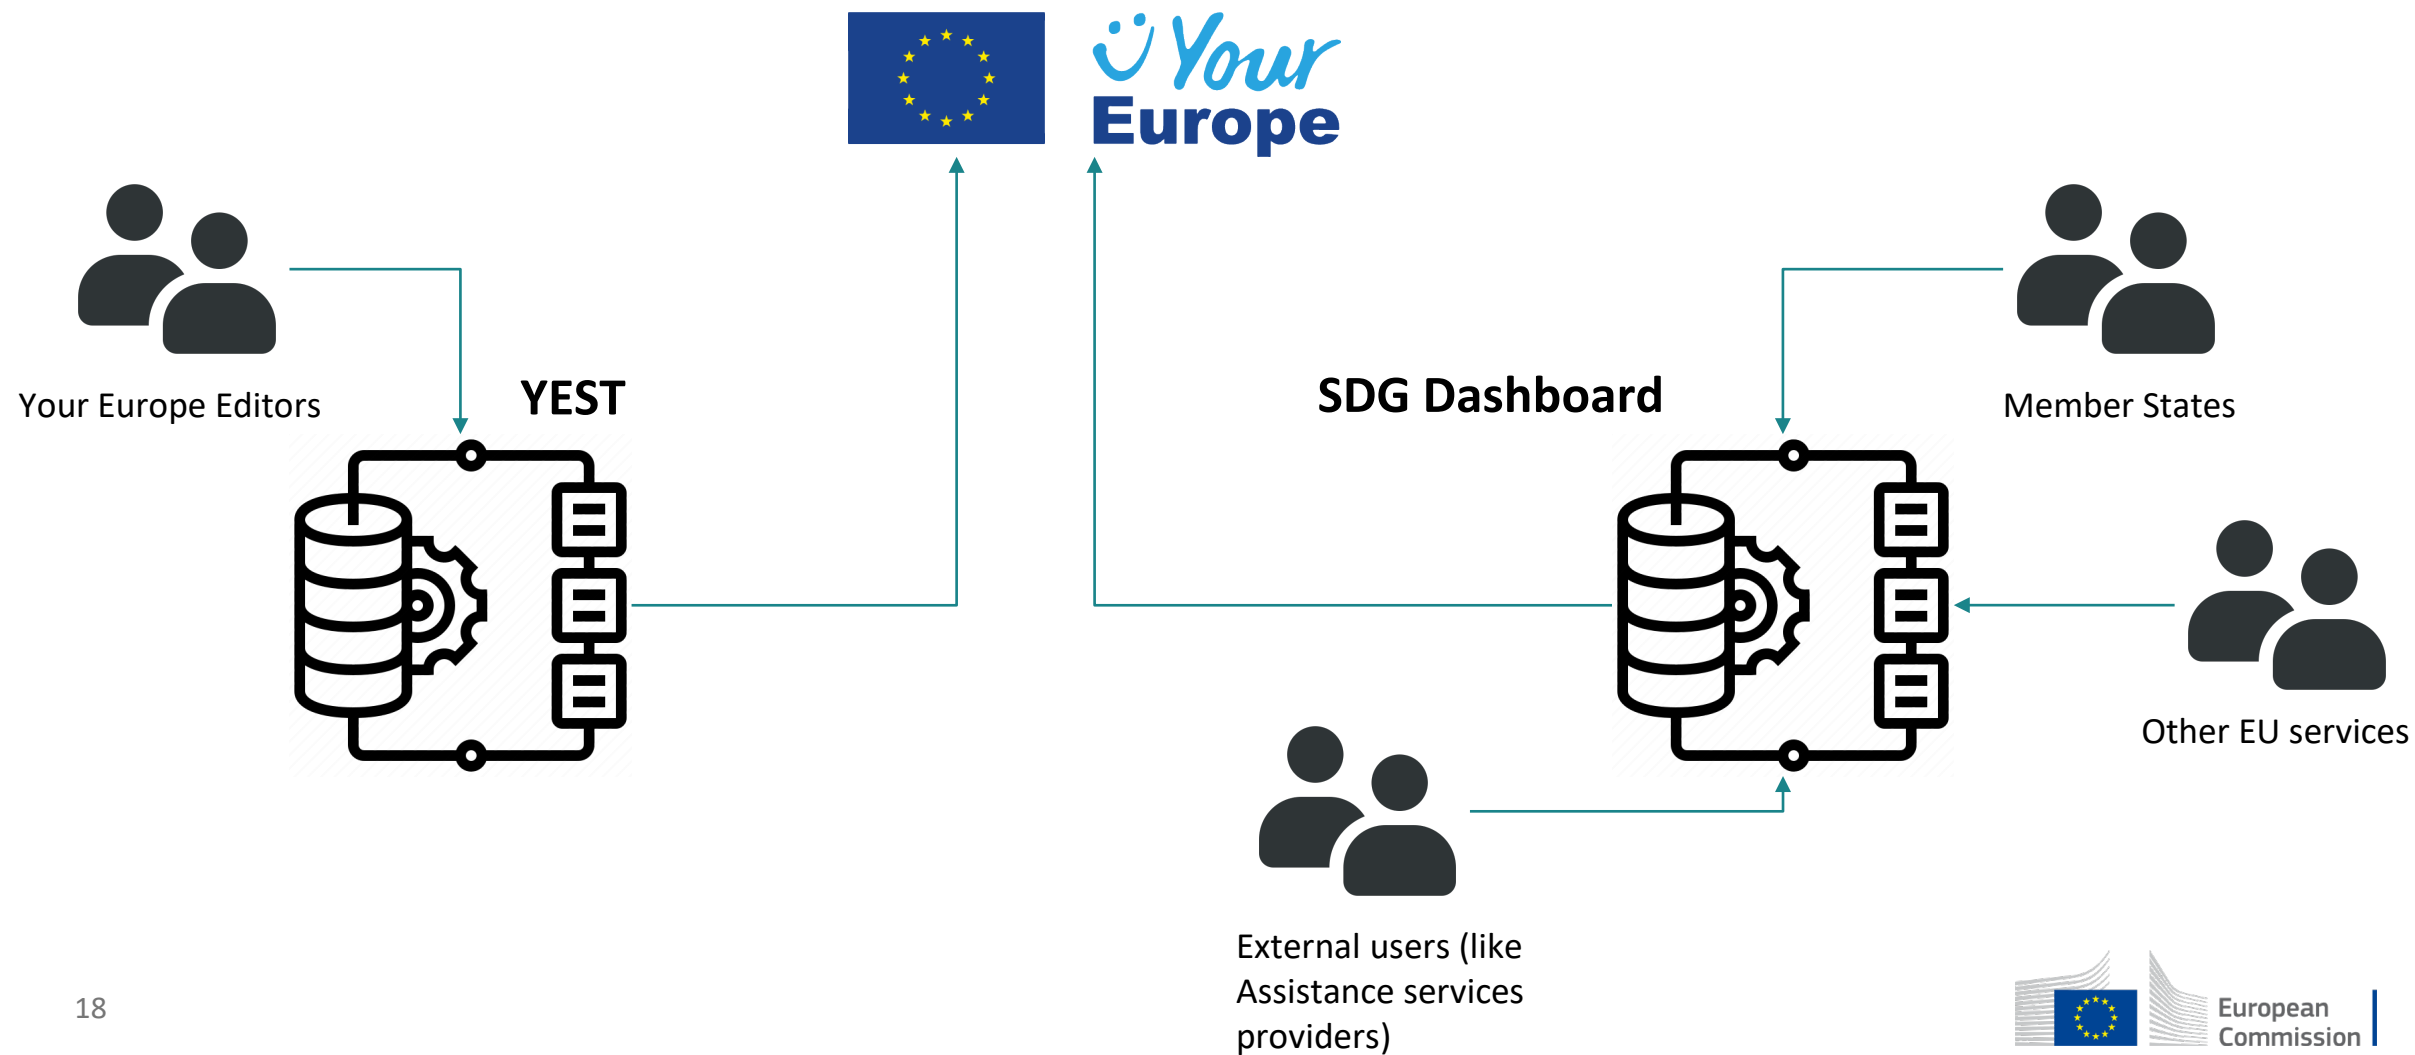 Your
Europe
Your Europe Editors
YEST
SDG Dashboard
Member States
Other EU services
External users (like
Assistance services
providers)
18
European
Commission